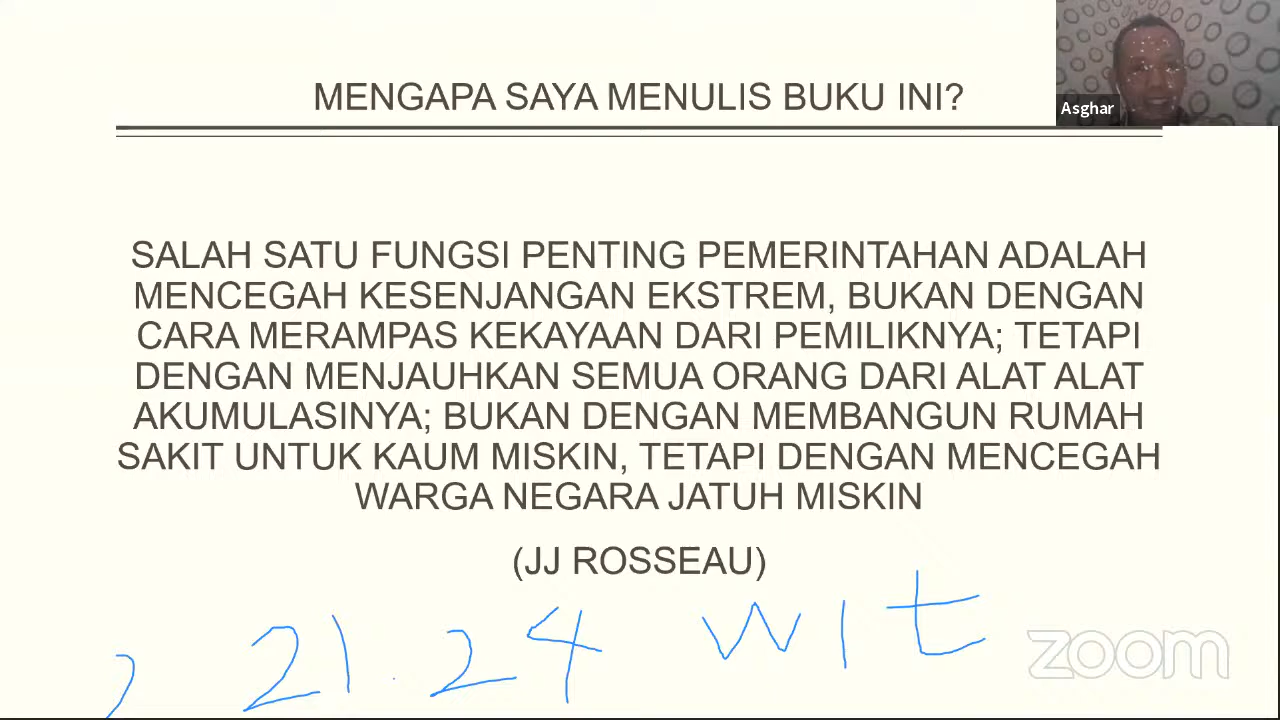 MENGAPA SAYA MENULIS BUKU INI?
Asghar
SALAH SATU FUNGSI PENTING PEMERINTAHAN ADALAH
MENCEGAH KESENJANGAN EKSTREM, BUKAN DENGAN
CARA MERAMPAS KEKAYAAN DARI PEMILIKNYA; TETAPI
DENGAN MENJAUHKAN SEMUA ORANG DARI ALAT ALAT
AKUMULASINYA; BUKAN DENGAN MEMBANGUN RUMAH
SAKIT UNTUK KAUM MISKIN, TETAPI DENGAN MENCEGAH
WARGA NEGARA JATUH MISKIN
(JJ ROSSEAU)
21.24 wit
zoom